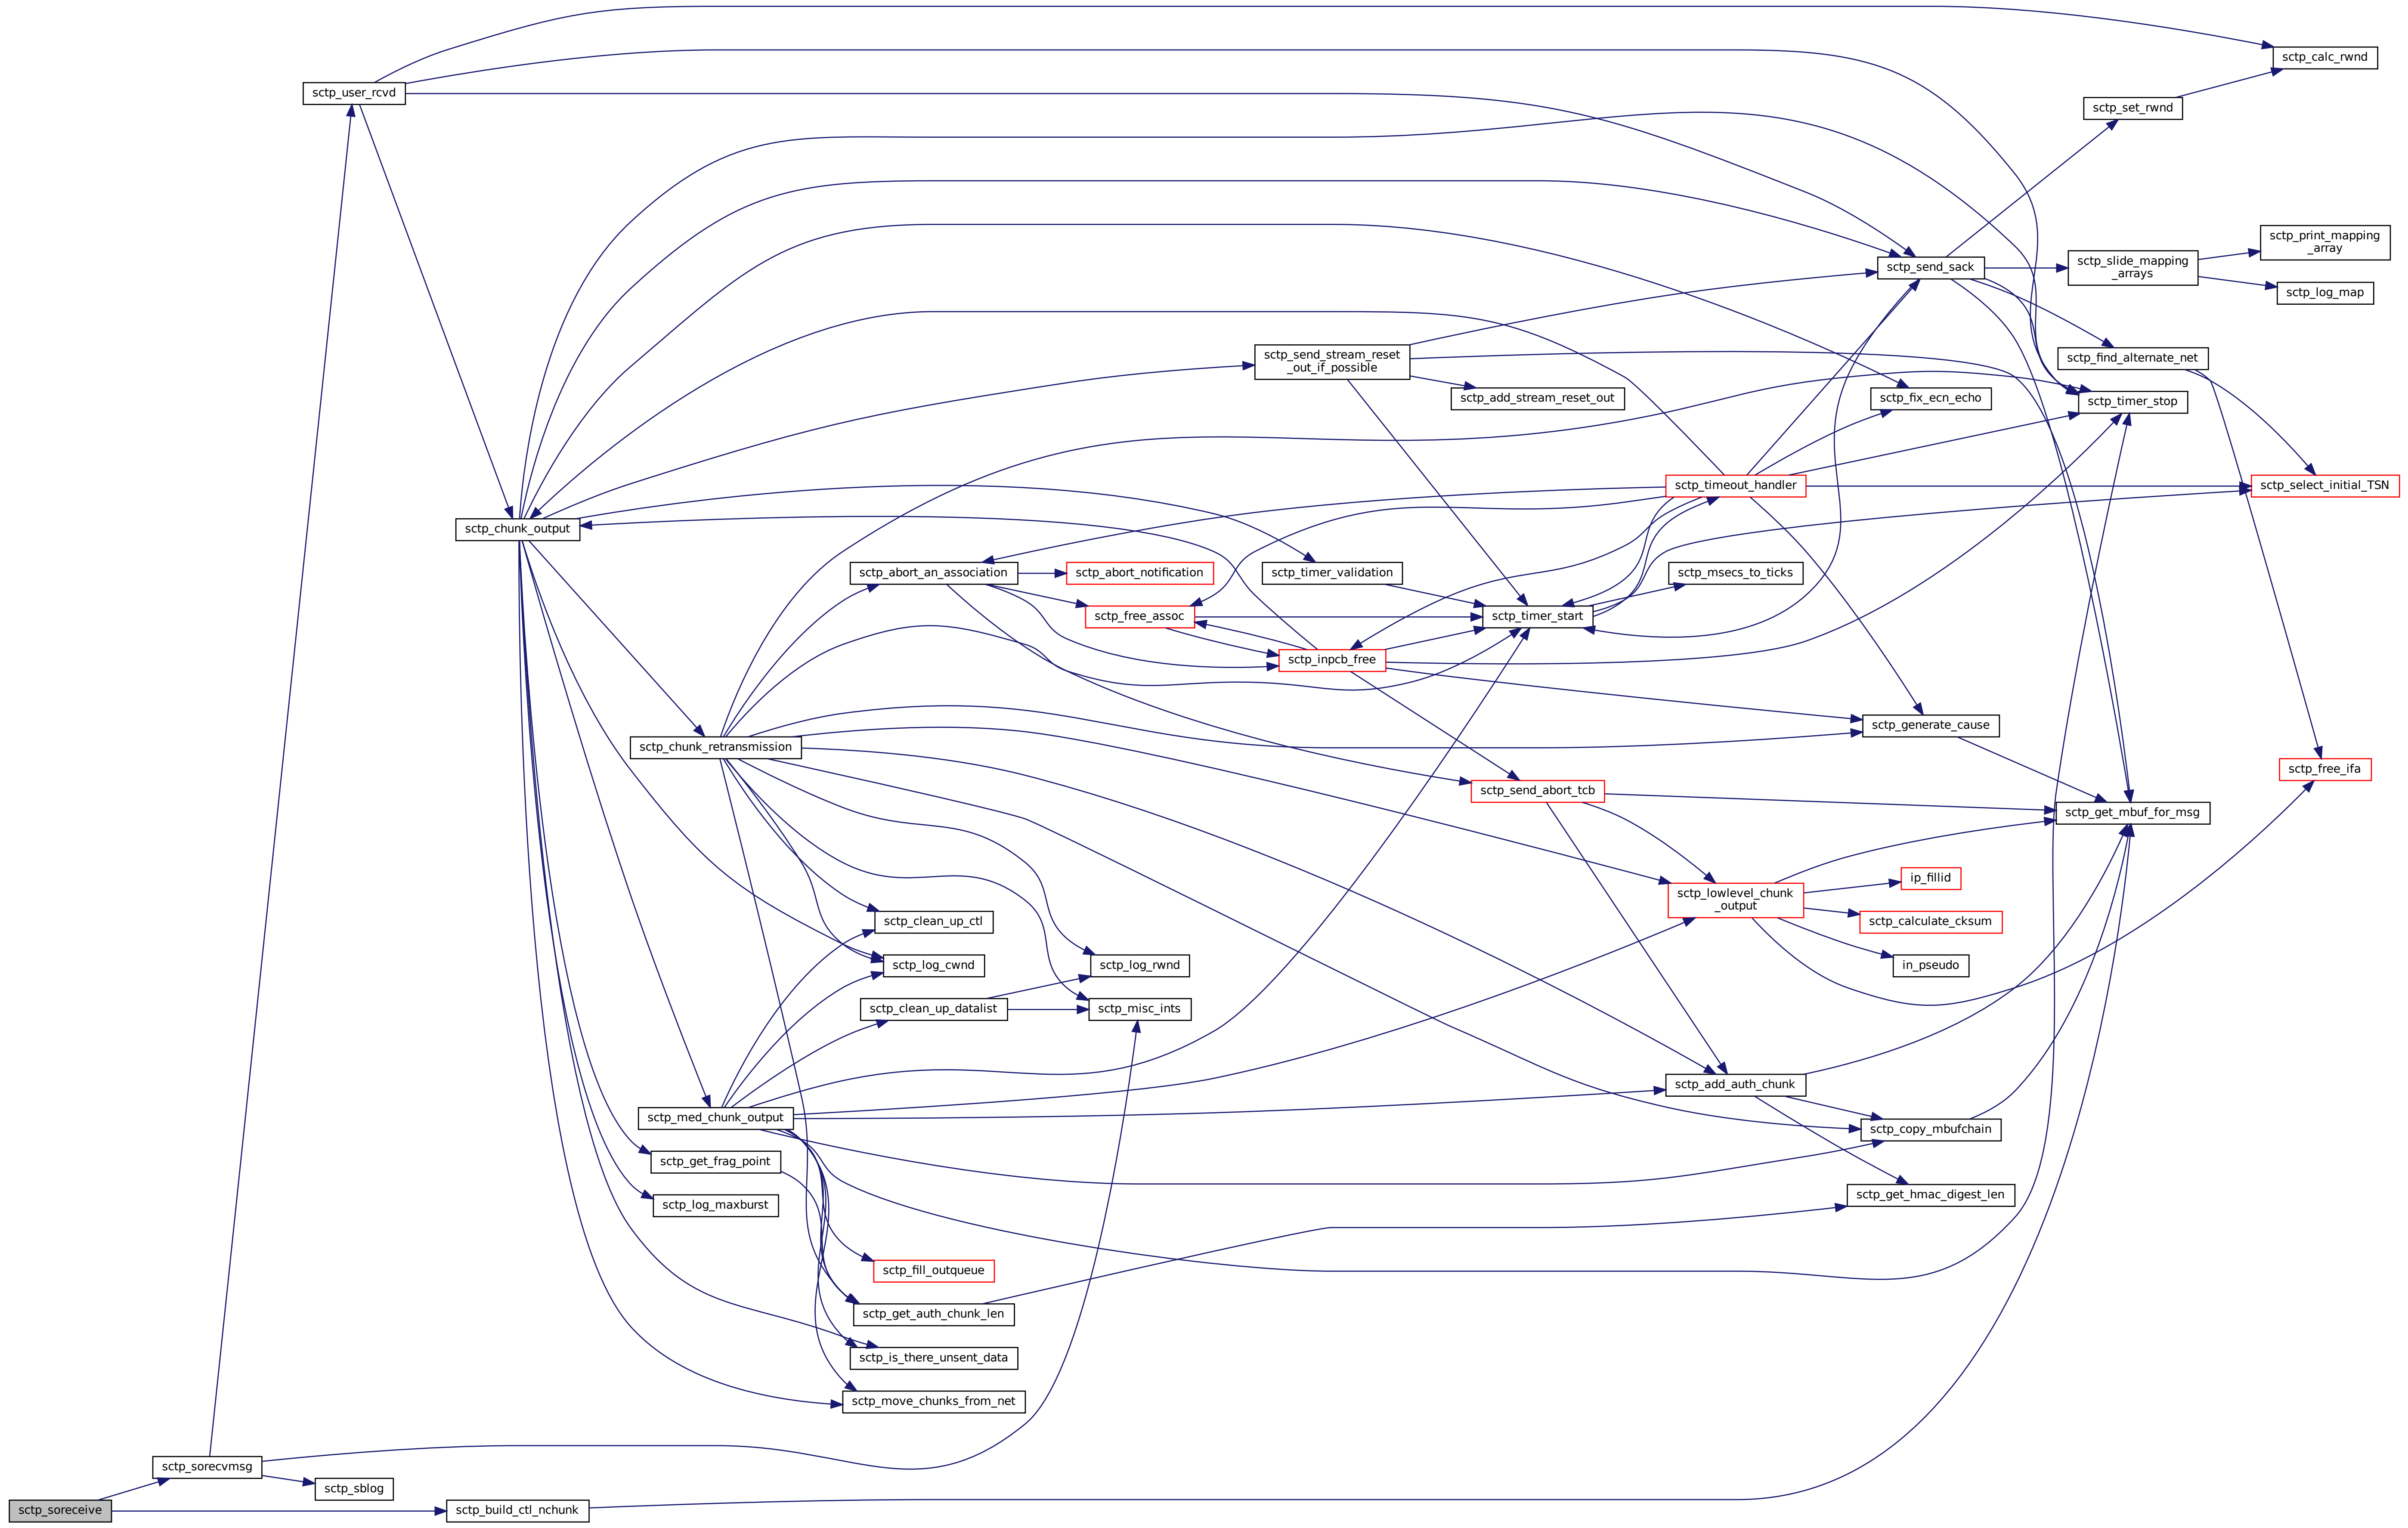 sctp_calc_rwnd
sctp_user_rcvd
sctp_set_rwnd
sctp_print_mapping
_array
sctp_send_sack
sctp_slide_mapping
_arrays
sctp_log_map
sctp_send_stream_reset
_out_if_possible
sctp_find_alternate_net
sctp_add_stream_reset_out
sctp_fix_ecn_echo
sctp_timer_stop
sctp_timeout_handler
sctp_select_initial_TSN
sctp_chunk_output
sctp_abort_an_association
sctp_abort_notification
sctp_timer_validation
sctp_msecs_to_ticks
sctp_free_assoc
sctp_timer_start
sctp_inpcb_free
sctp_generate_cause
sctp_chunk_retransmission
sctp_free_ifa
sctp_send_abort_tcb
sctp_get_mbuf_for_msg
ip_fillid
sctp_lowlevel_chunk
_output
sctp_clean_up_ctl
sctp_calculate_cksum
sctp_log_cwnd
sctp_log_rwnd
in_pseudo
sctp_clean_up_datalist
sctp_misc_ints
sctp_add_auth_chunk
sctp_med_chunk_output
sctp_copy_mbufchain
sctp_get_frag_point
sctp_get_hmac_digest_len
sctp_log_maxburst
sctp_fill_outqueue
sctp_get_auth_chunk_len
sctp_is_there_unsent_data
sctp_move_chunks_from_net
sctp_sorecvmsg
sctp_sblog
sctp_soreceive
sctp_build_ctl_nchunk